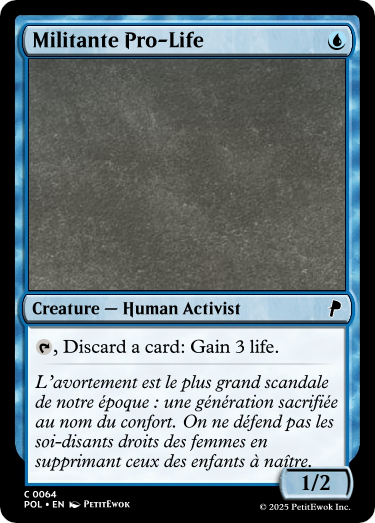 Militante Pro-Life
Creature — Human Activist
, Discard a card: Gain 3 life.
L'avortement est le plus grand scandale
de notre époque : une génération sacrifiée
au nom du confort. On ne défend pas les
soi-disants droits des femmes en
supprimant ceux des enfants à naître.
1/2
C 0064
POL • EN PETITEWOK
© 2025 PetitEwok Inc.